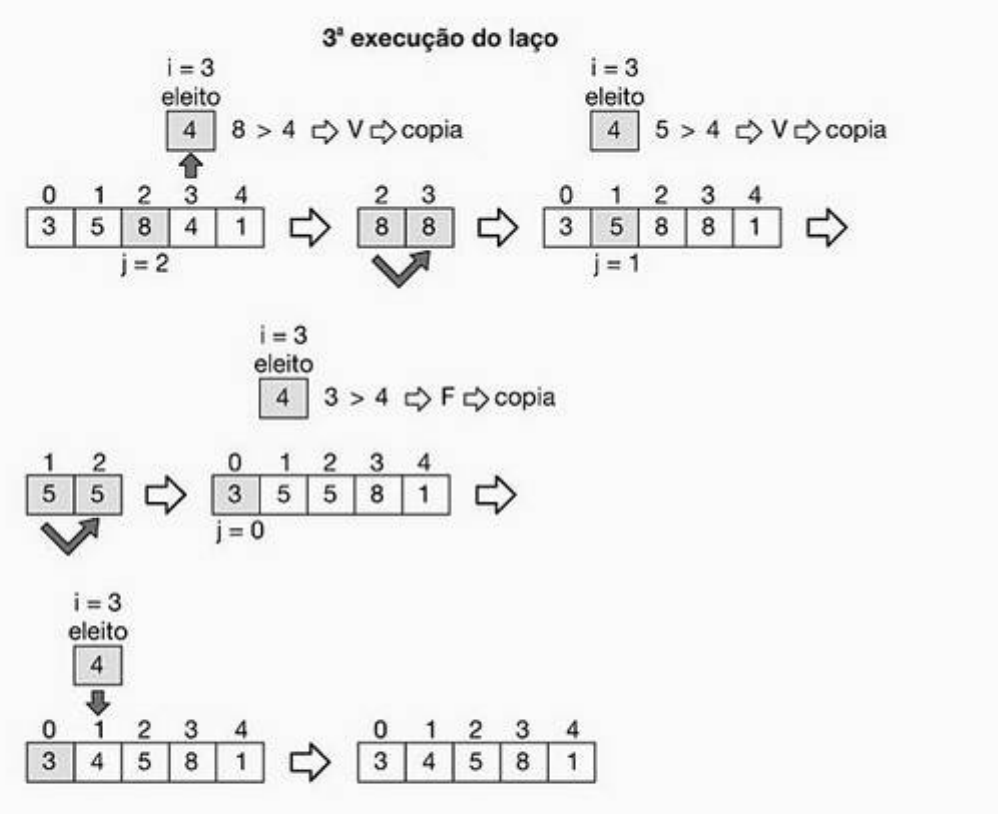 3ª execução do laço
i = 3 i = 3
eleito eleito
4 8 > 4 ⇨ V ⇨ copia 4 5 > 4 ⇨ V ⇨ copia
0 1 2 3 4 2 3 0 1 2 3 4
3 5 8 4 1 8 8 3 5 8 8 1
j = 2 j = 1
i = 3
eleito
4 3 > 4 ⇨ F ⇨ copia
1 2 0 1 2 3 4
5 5 3 5 5 8 1
j = 0
i = 3
eleito
4
0 1 2 3 4 0 1 2 3 4
3 4 5 8 1 3 4 5 8 1